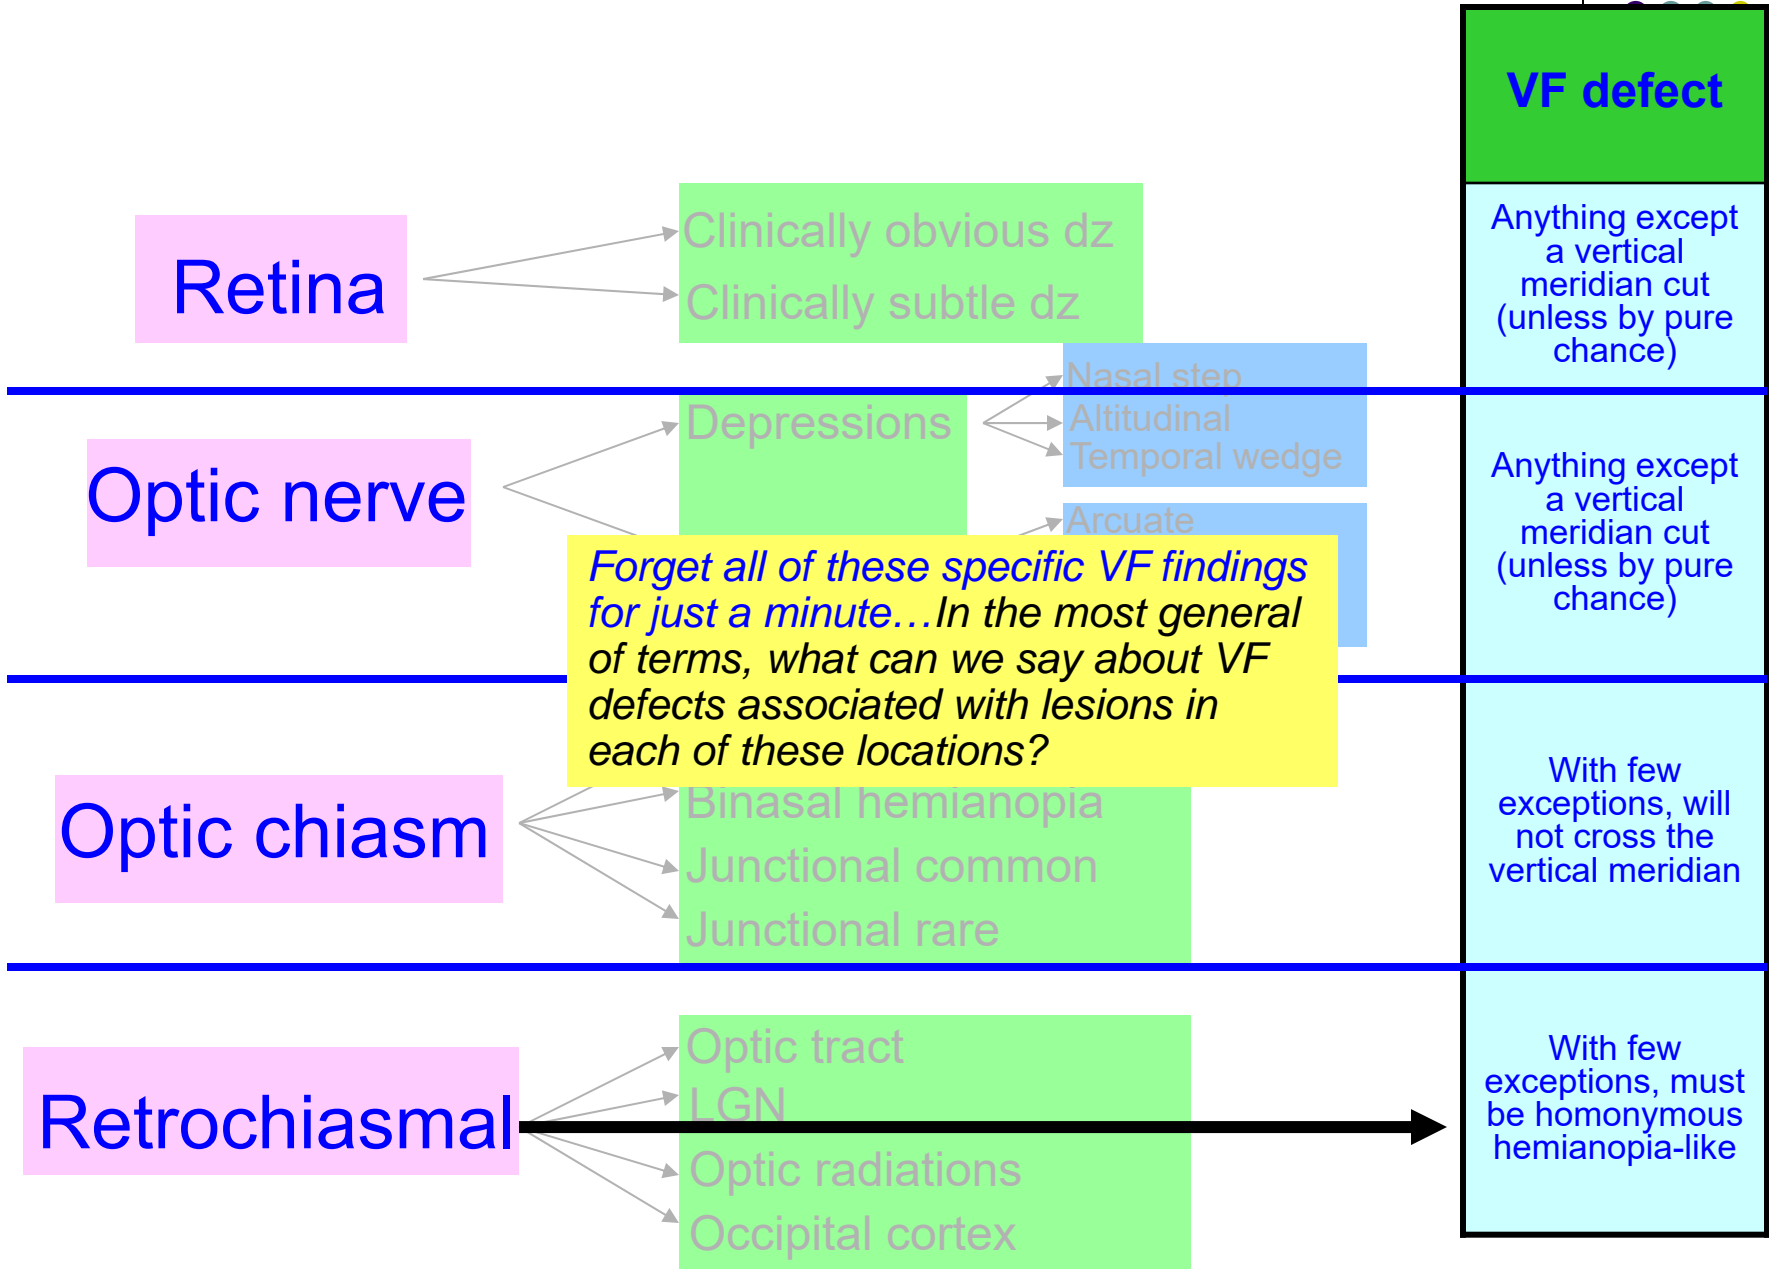 VF defect
Retina
Clinically obvious dz
Clinically subtle dz
Anything except
a vertical
meridian cut
(unless by pure
chance)
Optic nerve
Depressions
Nasal step
Altitudinal
Temporal wedge
Arcuate
Anything except
a vertical
meridian cut
(unless by pure
chance)
Forget all of these specific VF findings
for just a minute…In the most general
of terms, what can we say about VF
defects associated with lesions in
each of these locations?
Optic chiasm
Binasal hemianopia
Junctional common
Junctional rare
With few
exceptions, will
not cross the
vertical meridian
Retrochiasmal
Optic tract
LGN
Optic radiations
Occipital cortex
With few
exceptions, must
be homonymous
hemianopia-like